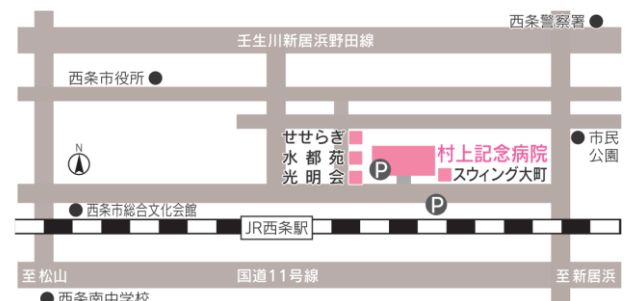 西条警察署
壬生川新居浜野田線
西条市役所
N
せせらぎ
水都苑
光明会
P
村上記念病院
スウィング大町
市民
公園
P
西条市総合文化会館
JR西条駅
至松山
国道11号線
至新居浜
西条南中学校